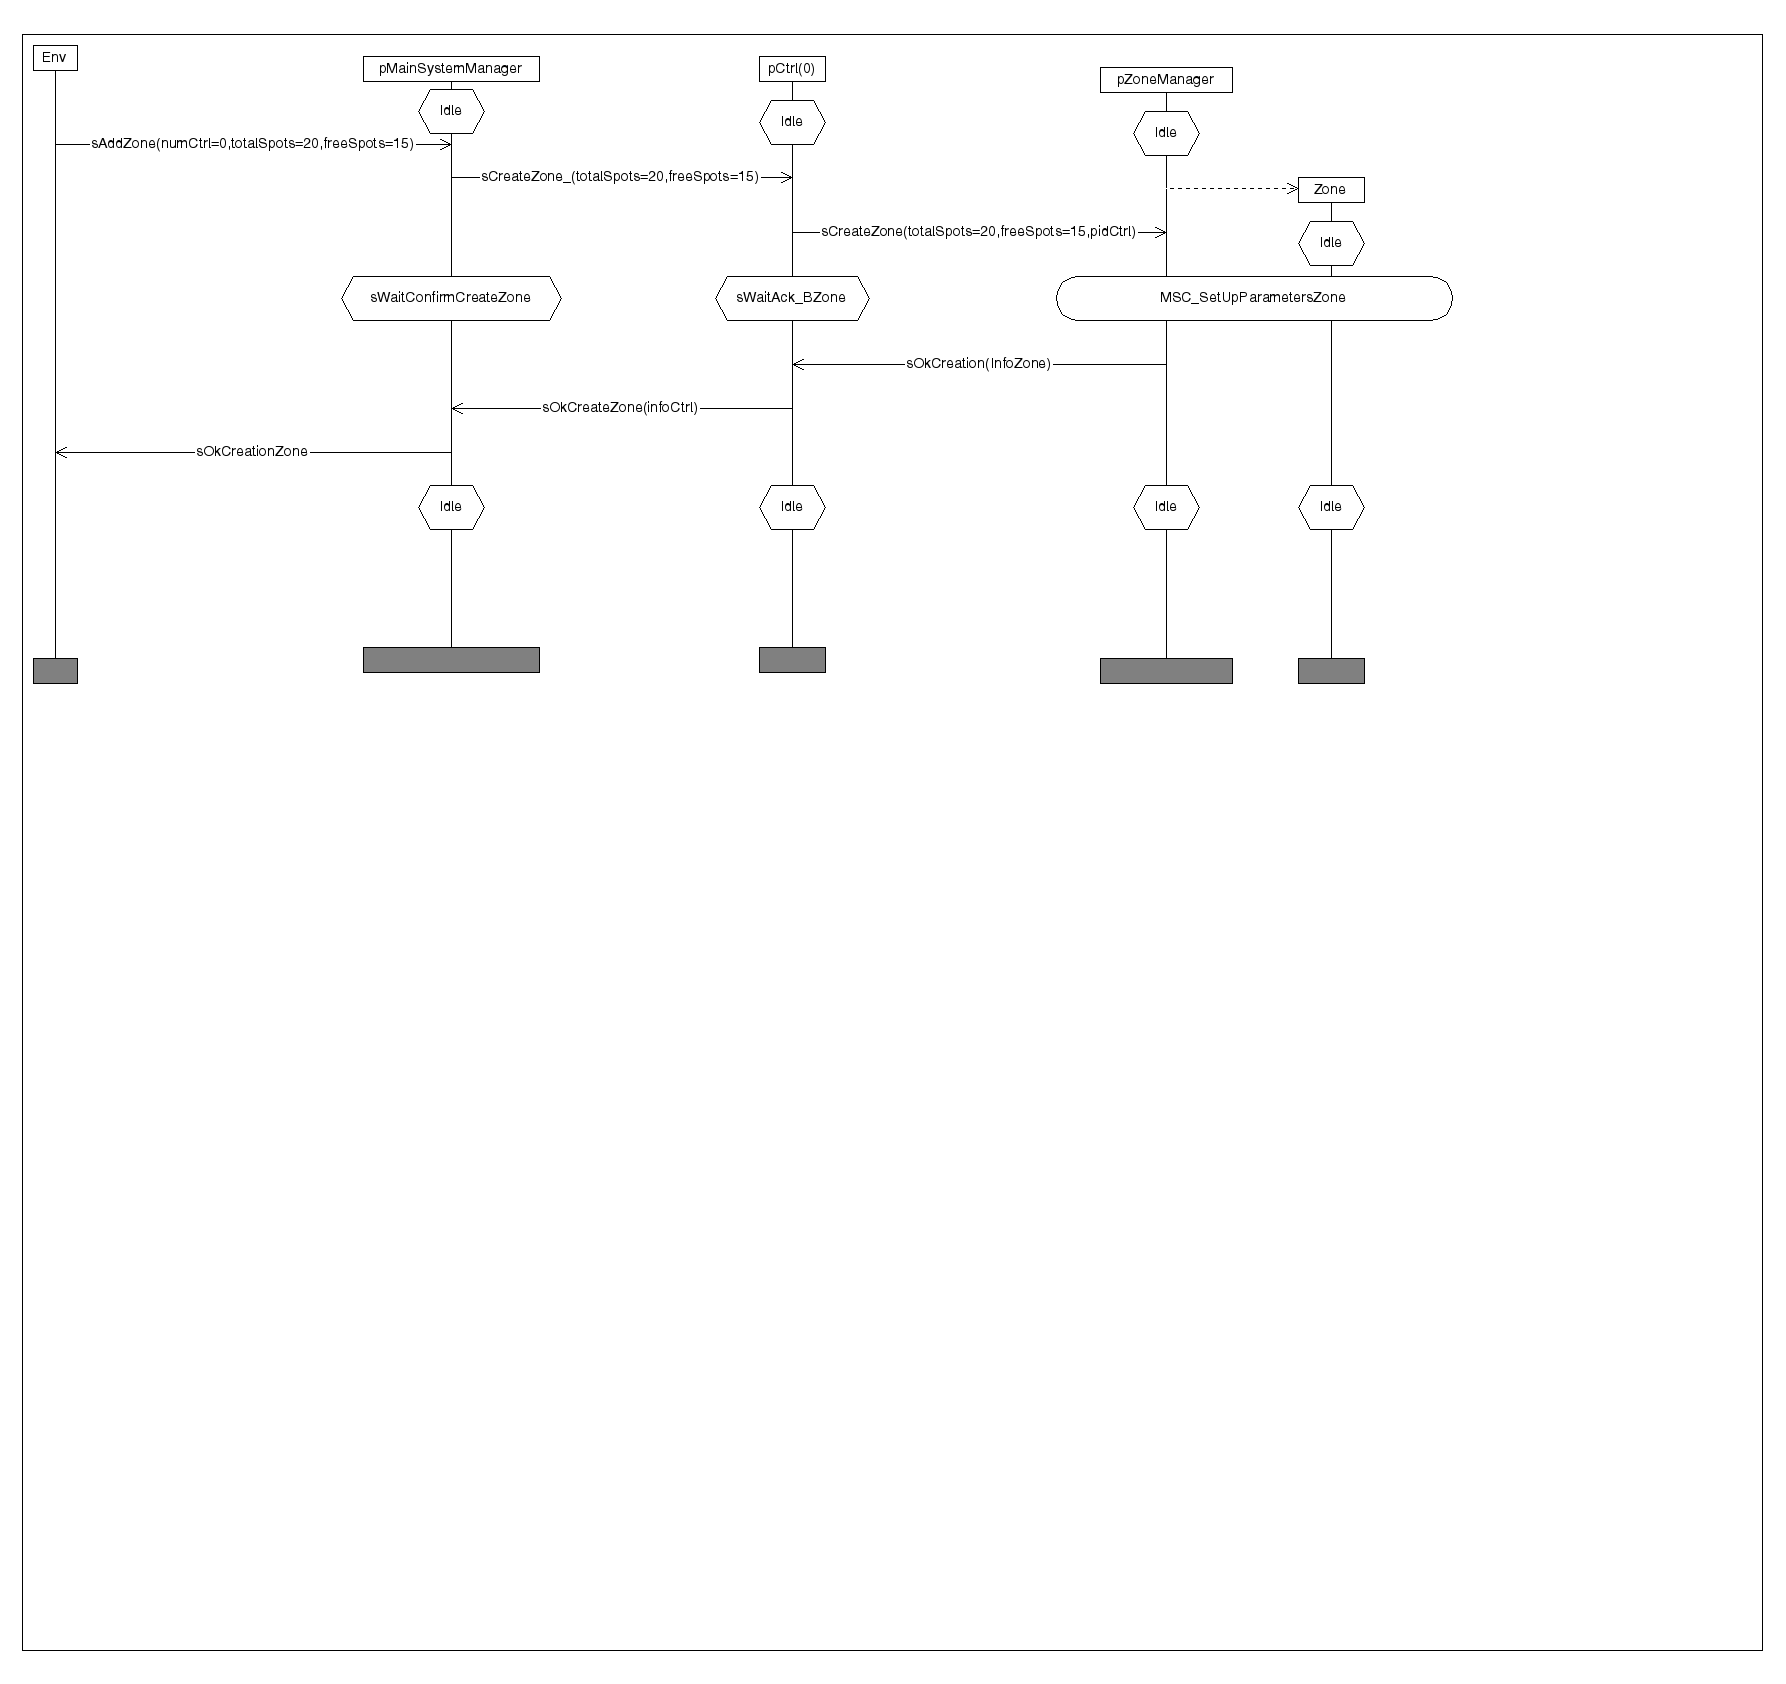 Env
pMainSystemManager
pCtrl(0)
pZoneManager
Idle
Idle
Idle
sAddZone(numCtrl=0,totalSpots=20,freeSpots=15)
sCreateZone_(totalSpots=20,freeSpots=15)
Zone
sCreateZone(totalSpots=20,freeSpots=15,pidCtrl)
Idle
sWaitConfirmCreateZone
sWaitAck_BZone
MSC_SetUpParametersZone
sOkCreation(InfoZone)
sOkCreateZone(infoCtrl)
sOkCreationZone
Idle
Idle
Idle
Idle